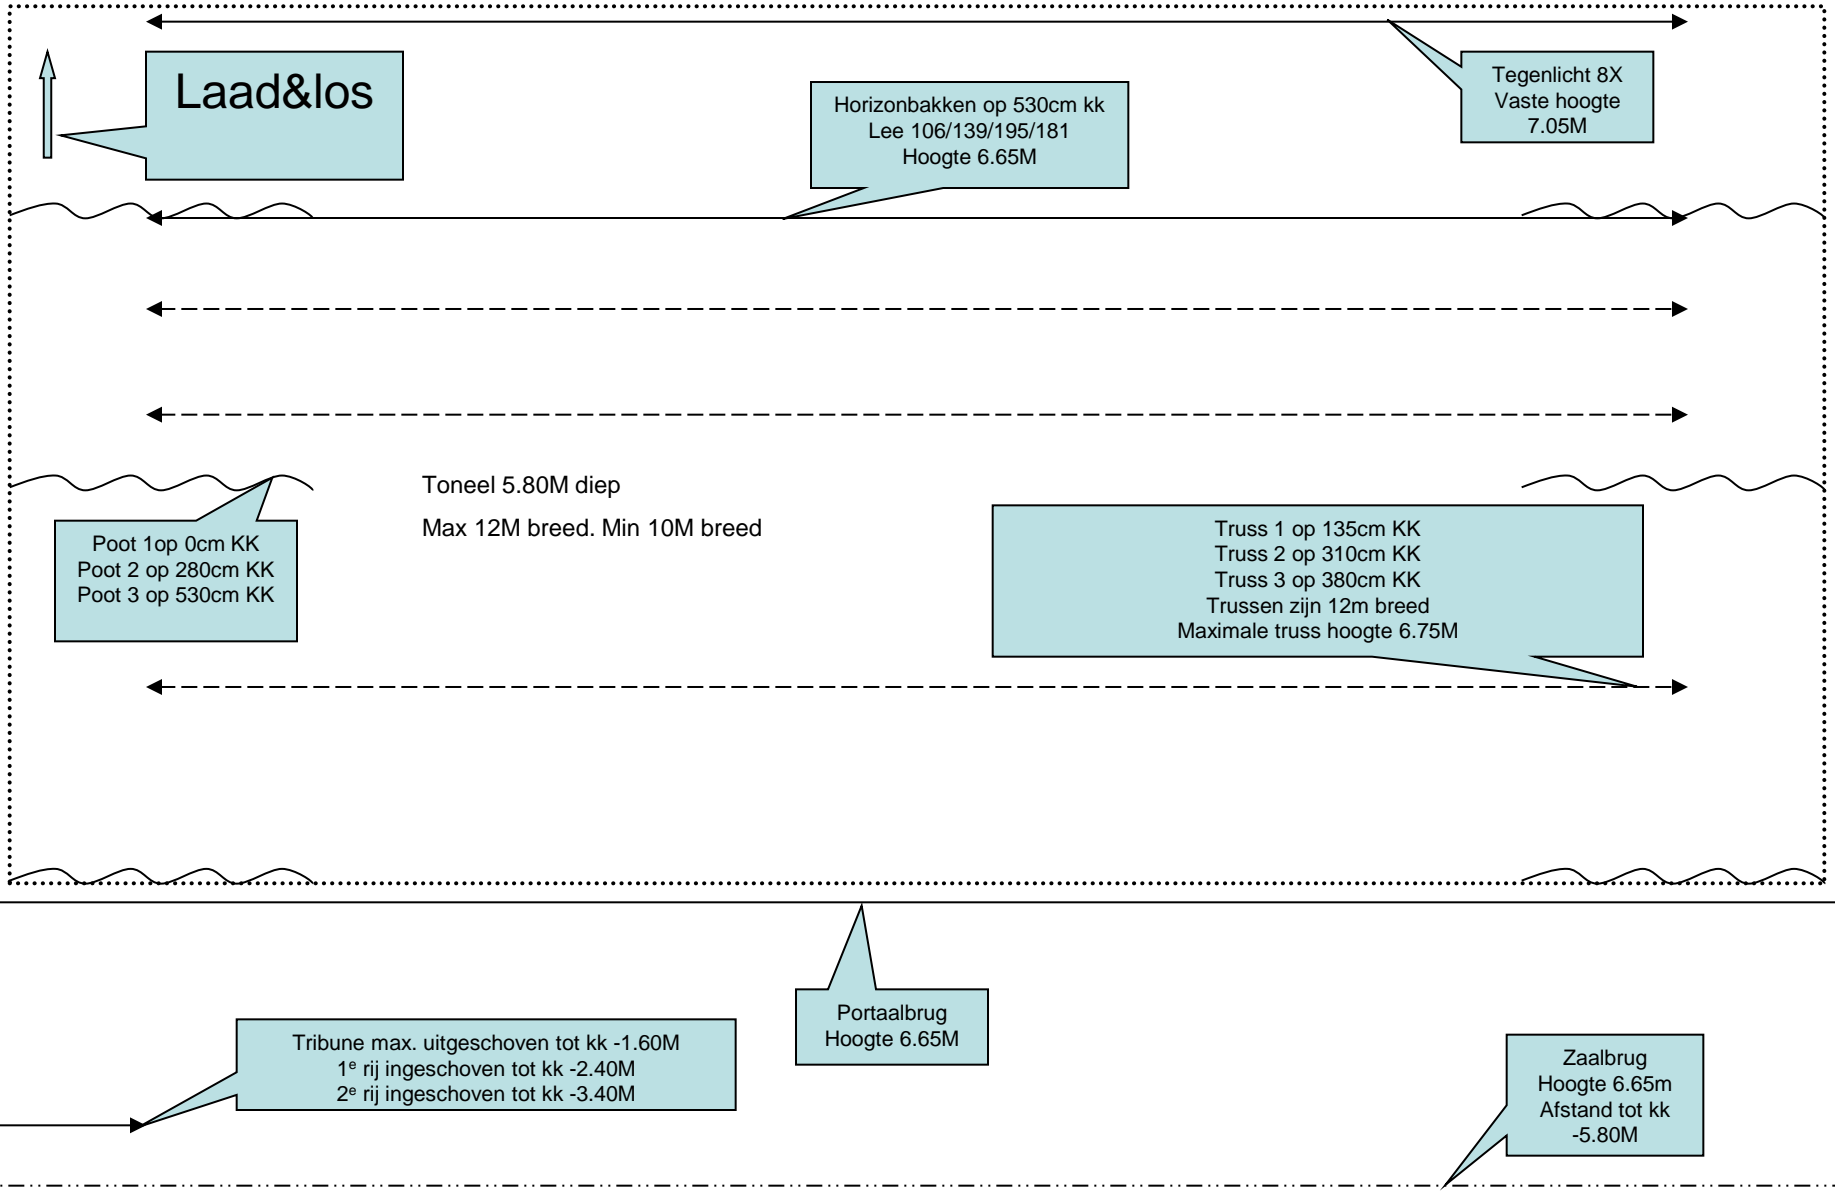 Laad&los
Horizonbakken op 530cm kk
Lee 106/139/195/181
Hoogte 6.65M
Tegenlicht 8X
Vaste hoogte
7.05M
Toneel 5.80M diep
Max 12M breed. Min 10M breed
Poot 1op 0cm KK
Poot 2 op 280cm KK
Poot 3 op 530cm KK
Truss 1 op 135cm KK
Truss 2 op 310cm KK
Truss 3 op 380cm KK
Trussen zijn 12m breed
Maximale truss hoogte 6.75M
Portaalbrug
Hoogte 6.65M
Tribune max. uitgeschoven tot kk -1.60M
1e rij ingeschoven tot kk -2.40M
2e rij ingeschoven tot kk -3.40M
Zaalbrug
Hoogte 6.65m
Afstand tot kk
-5.80M